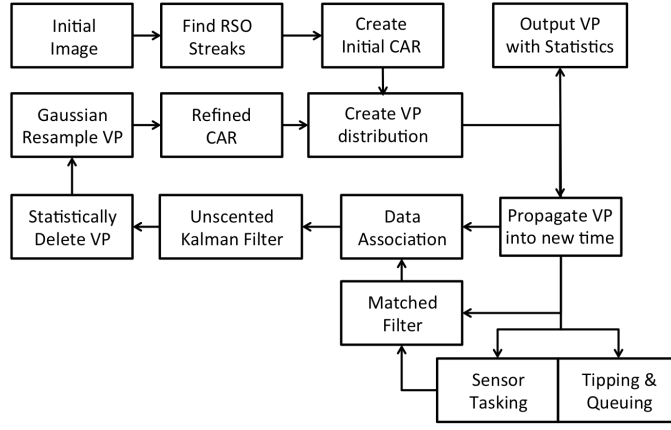 Initial
Image
Find RSO
Streaks
Create
Initial CAR
Output VP
with Statistics
Gaussian
Resample VP
Refined
CAR
Create VP
distribution
Statistically
Delete VP
Unscented
Kalman Filter
Data
Association
Propagate VP
into new time
Matched
Filter
Sensor
Tasking
Tipping &
Queuing